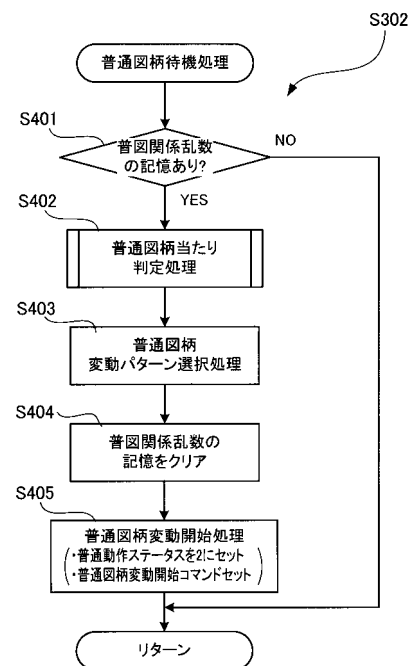 S302
普通図柄待機処理
S401
普図関係乱数
の記憶あり?
NO
YES
S402
普通図柄当たり
判定処理
S403
普通図柄
変動パターン選択処理
S404
普図関係乱数の
記憶をクリア
S405
普通図柄変動開始処理
・普通動作ステータスを2にセット
・普通図柄変動開始コマンドセット
リターン